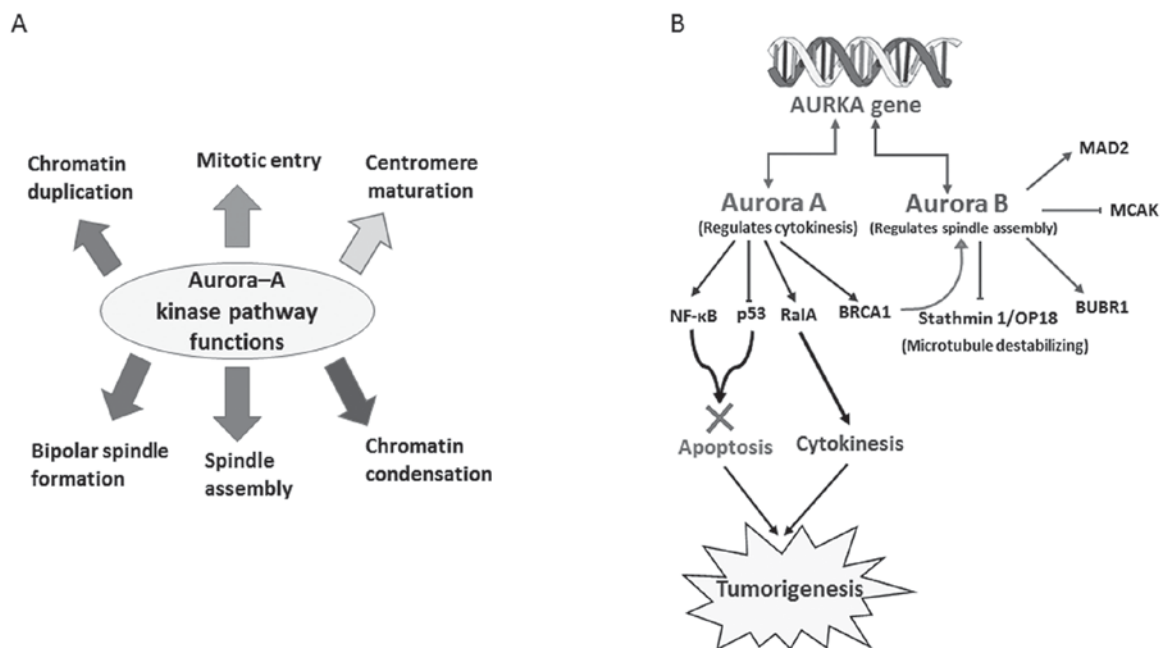 A
Chromatin
duplication
Mitotic entry
Centromere
maturation
Aurora–A
kinase pathway
functions
Bipolar spindle
formation
Spindle
assembly
Chromatin
condensation
B
AURKA gene
Aurora A
(Regulates cytokinesis)
Aurora B
(Regulates spindle assembly)
MAD2
MCAK
BUBR1
NF-κB
p53
RalA
BRCA1
Stathmin 1/OP18
(Microtubule destabilizing)
Apoptosis
Cytokinesis
Tumorigenesis